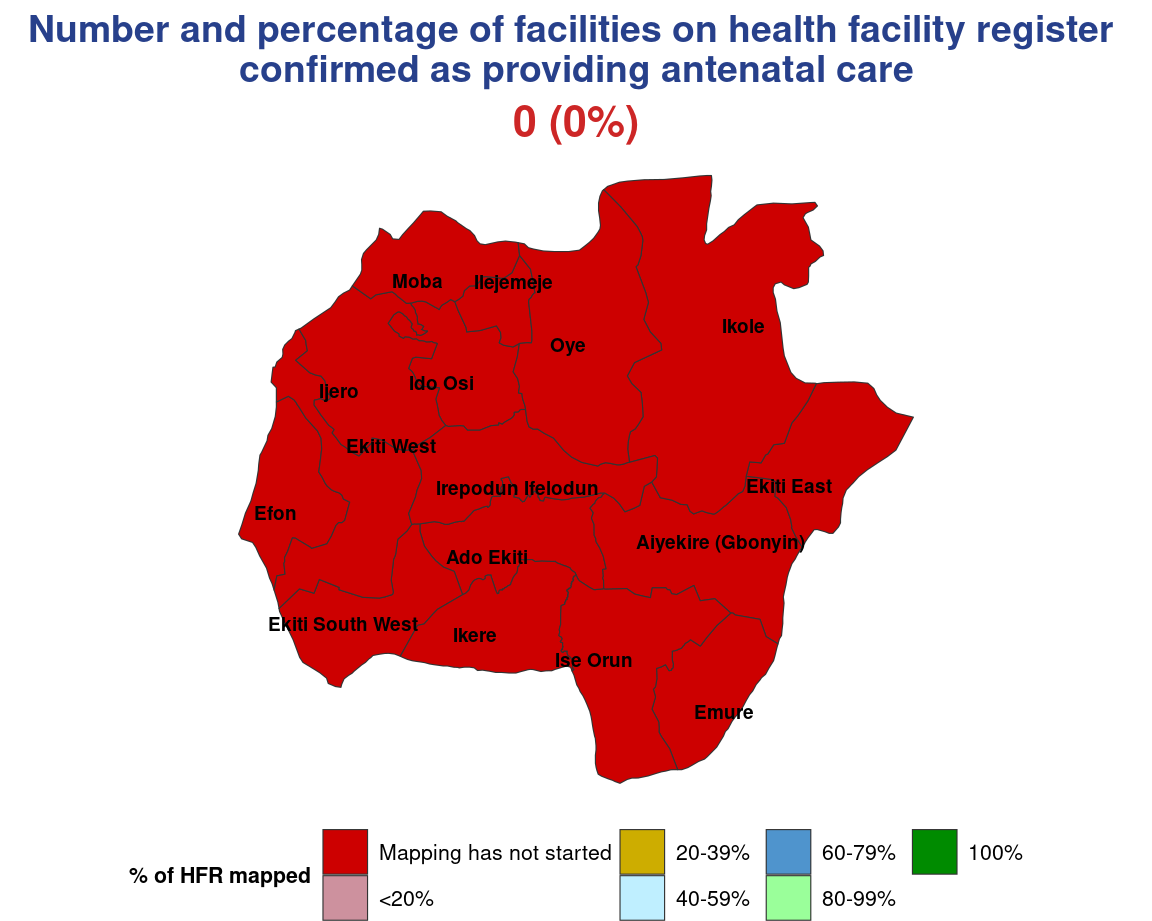 Number and percentage of facilities on health facility register
confirmed as providing antenatal care
0 (0%)
Moba
Ilejemeje
Ikole
Oye
Ido Osi
Ijero
Ekiti West
Irepodun Ifelodun
Ekiti East
Efon
Aiyekire (Gbonyin)
Ado Ekiti
Ekiti South West
Ikere
Ise Orun
Emure
% of HFR mapped
Mapping has not started
<20%
20-39%
40-59%
60-79%
80-99%
100%